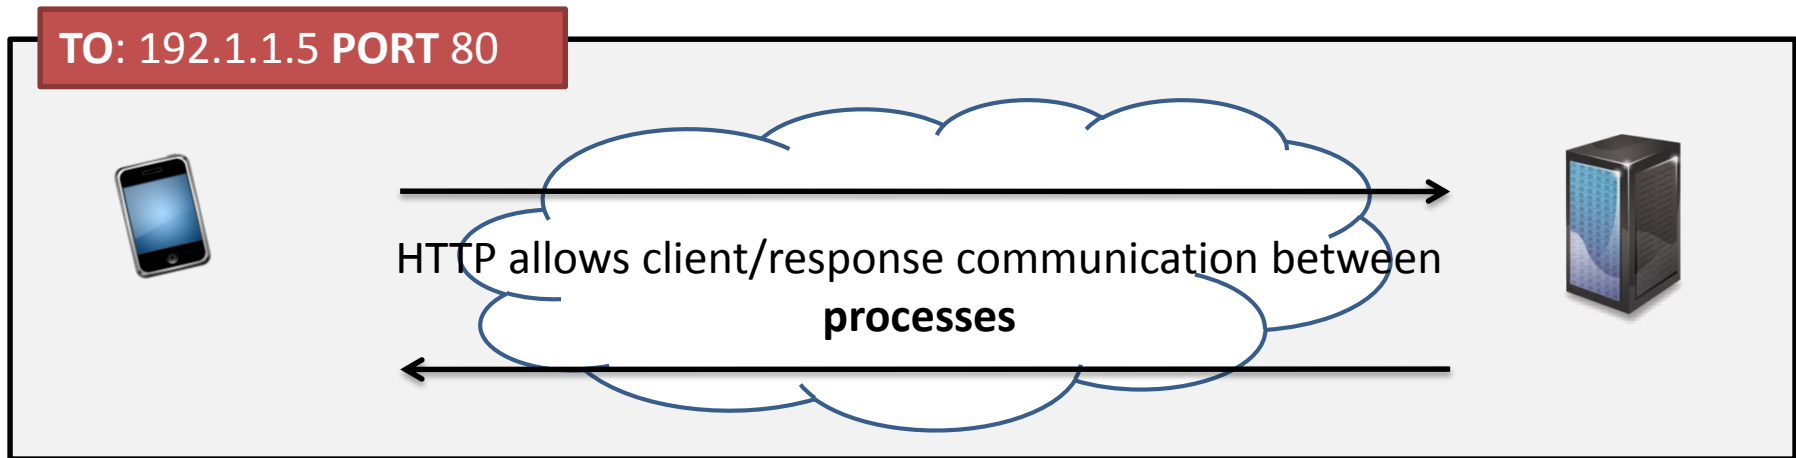 TO: 192.1.1.5 PORT 80
HTTP allows client/response communication between
processes